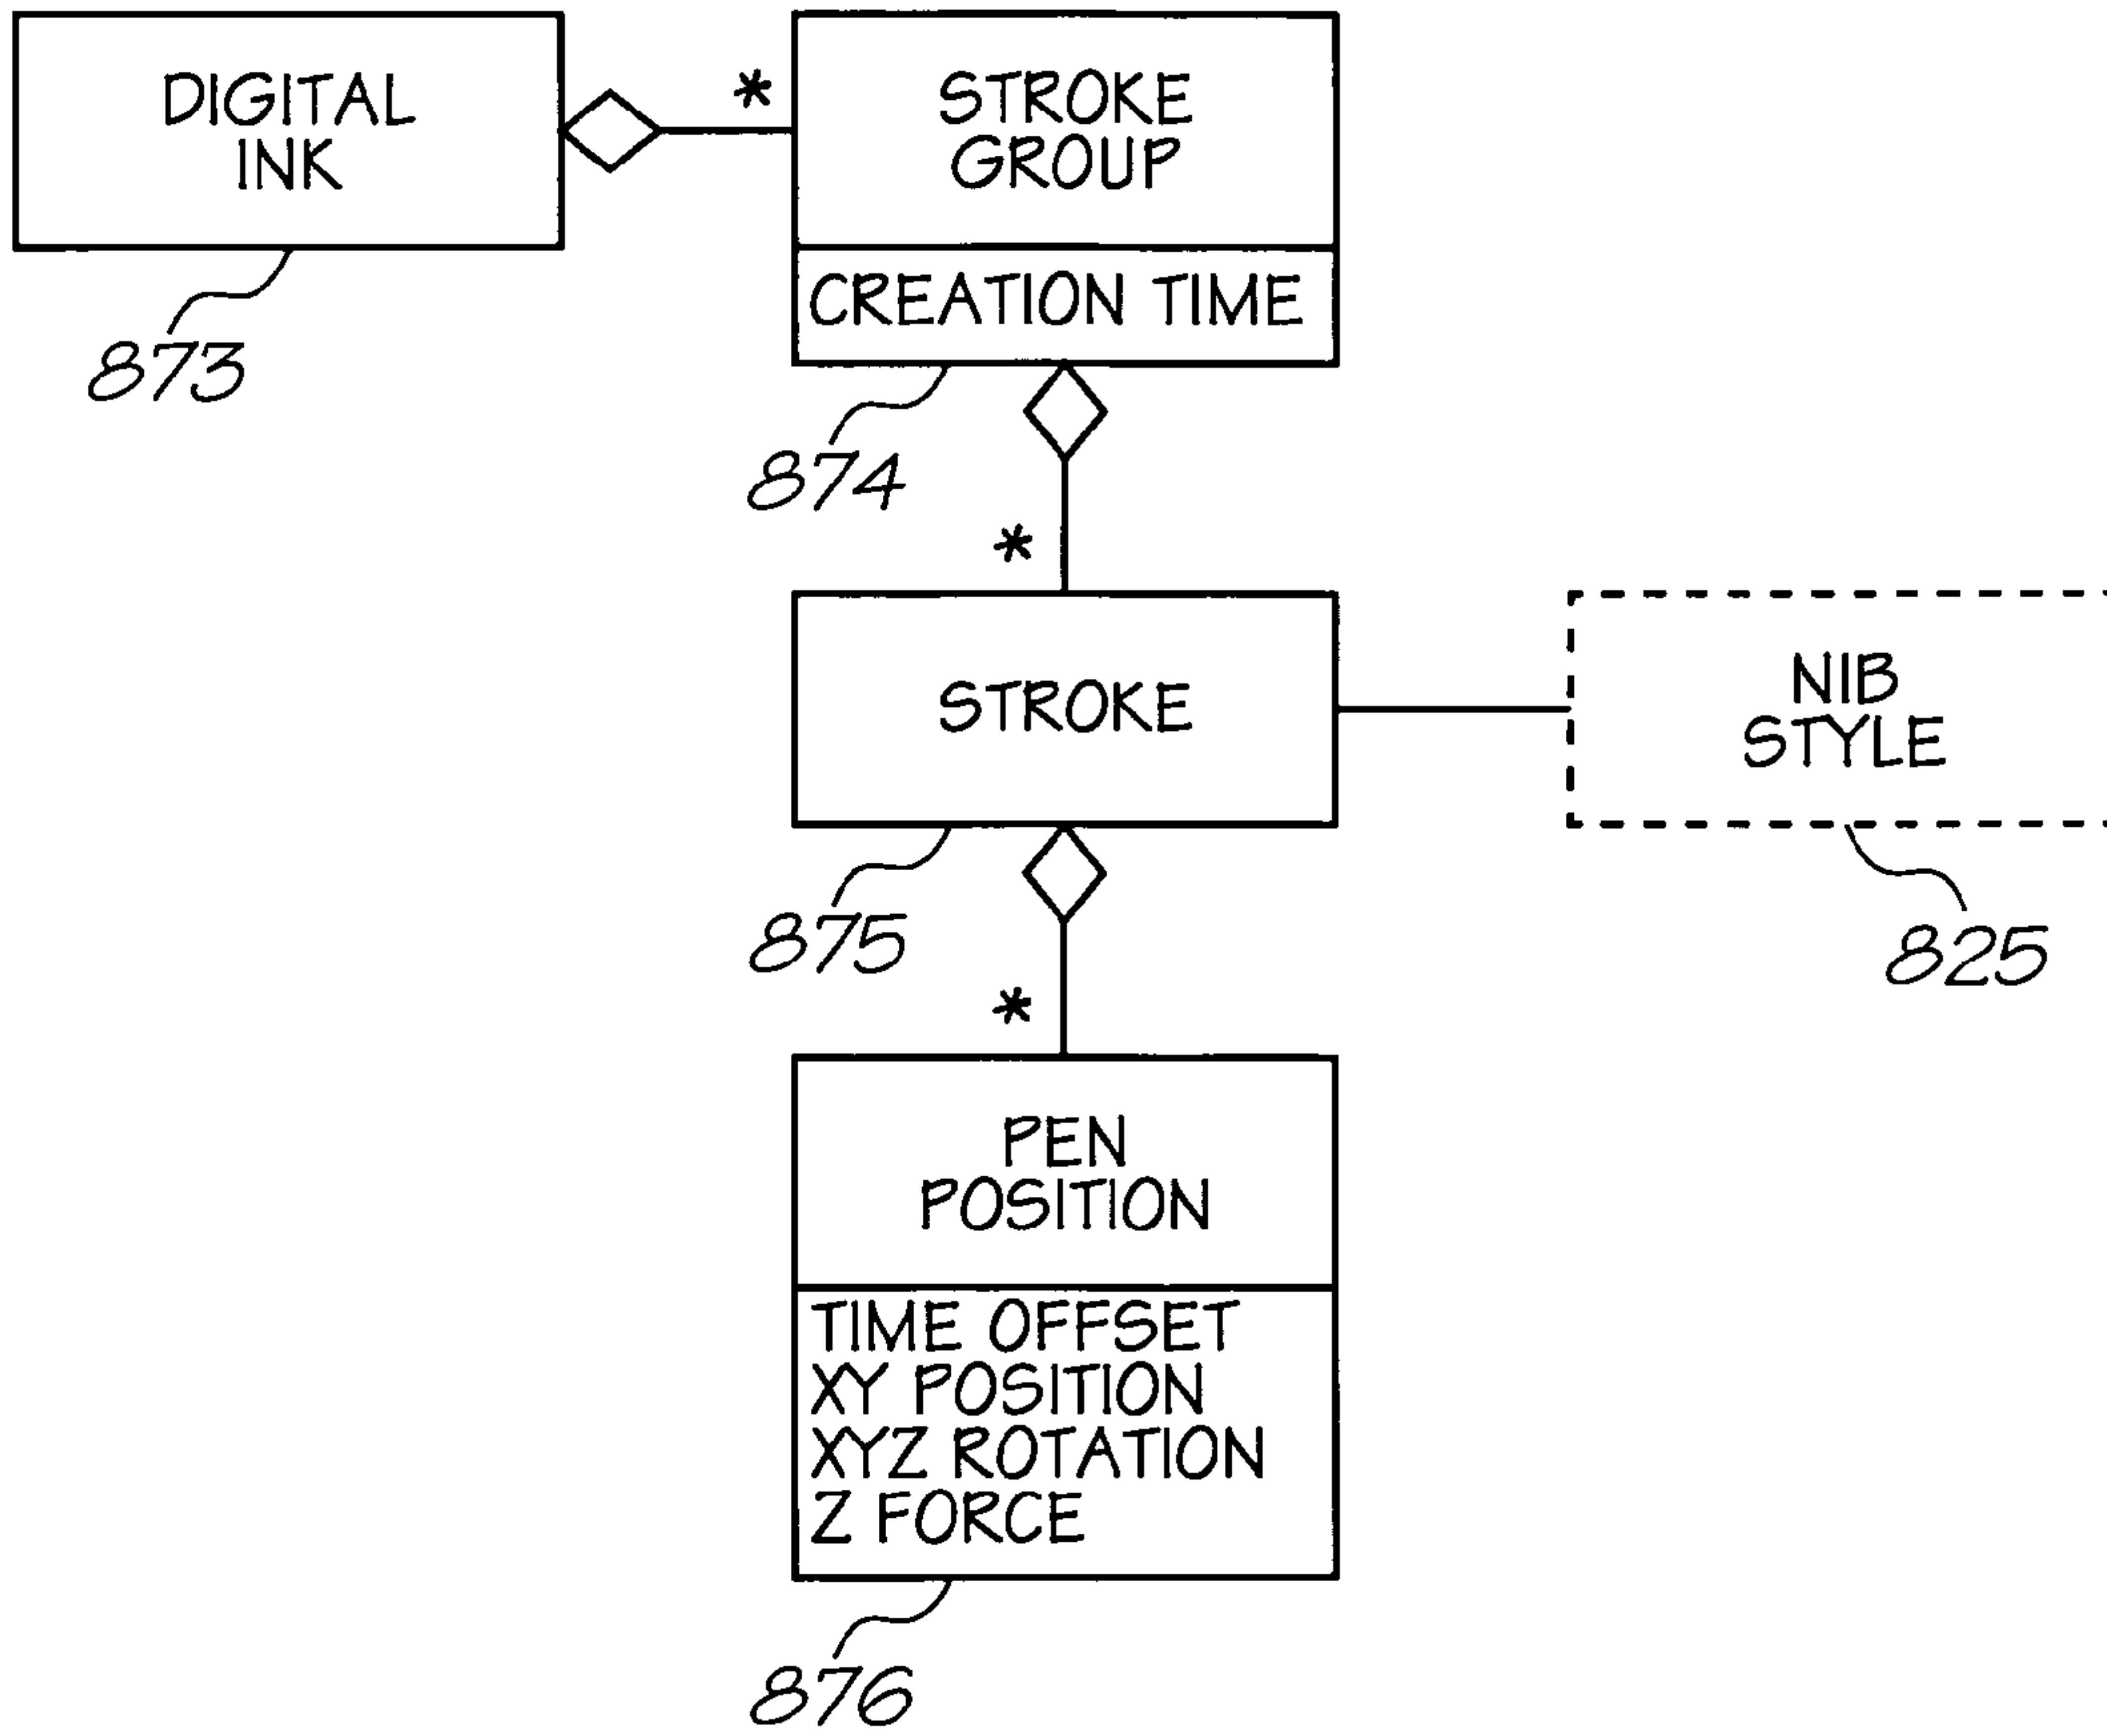 DIGITAL
INK
*
STROKE
GROUP
CREATION TIME
873
874
*
STROKE
NIB
STYLE
875
825
*
PEN
POSITION
TIME OFFSET
XY POSITION
XYZ ROTATION
Z FORCE
876